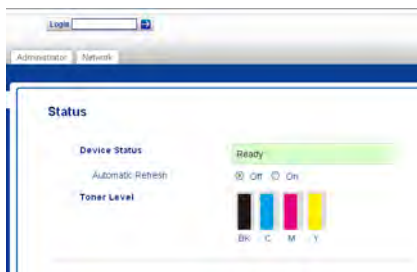 Login
Administrator Network
Status
Device Status Ready
Automatic Refresh Off On
Toner Level
BK C M Y